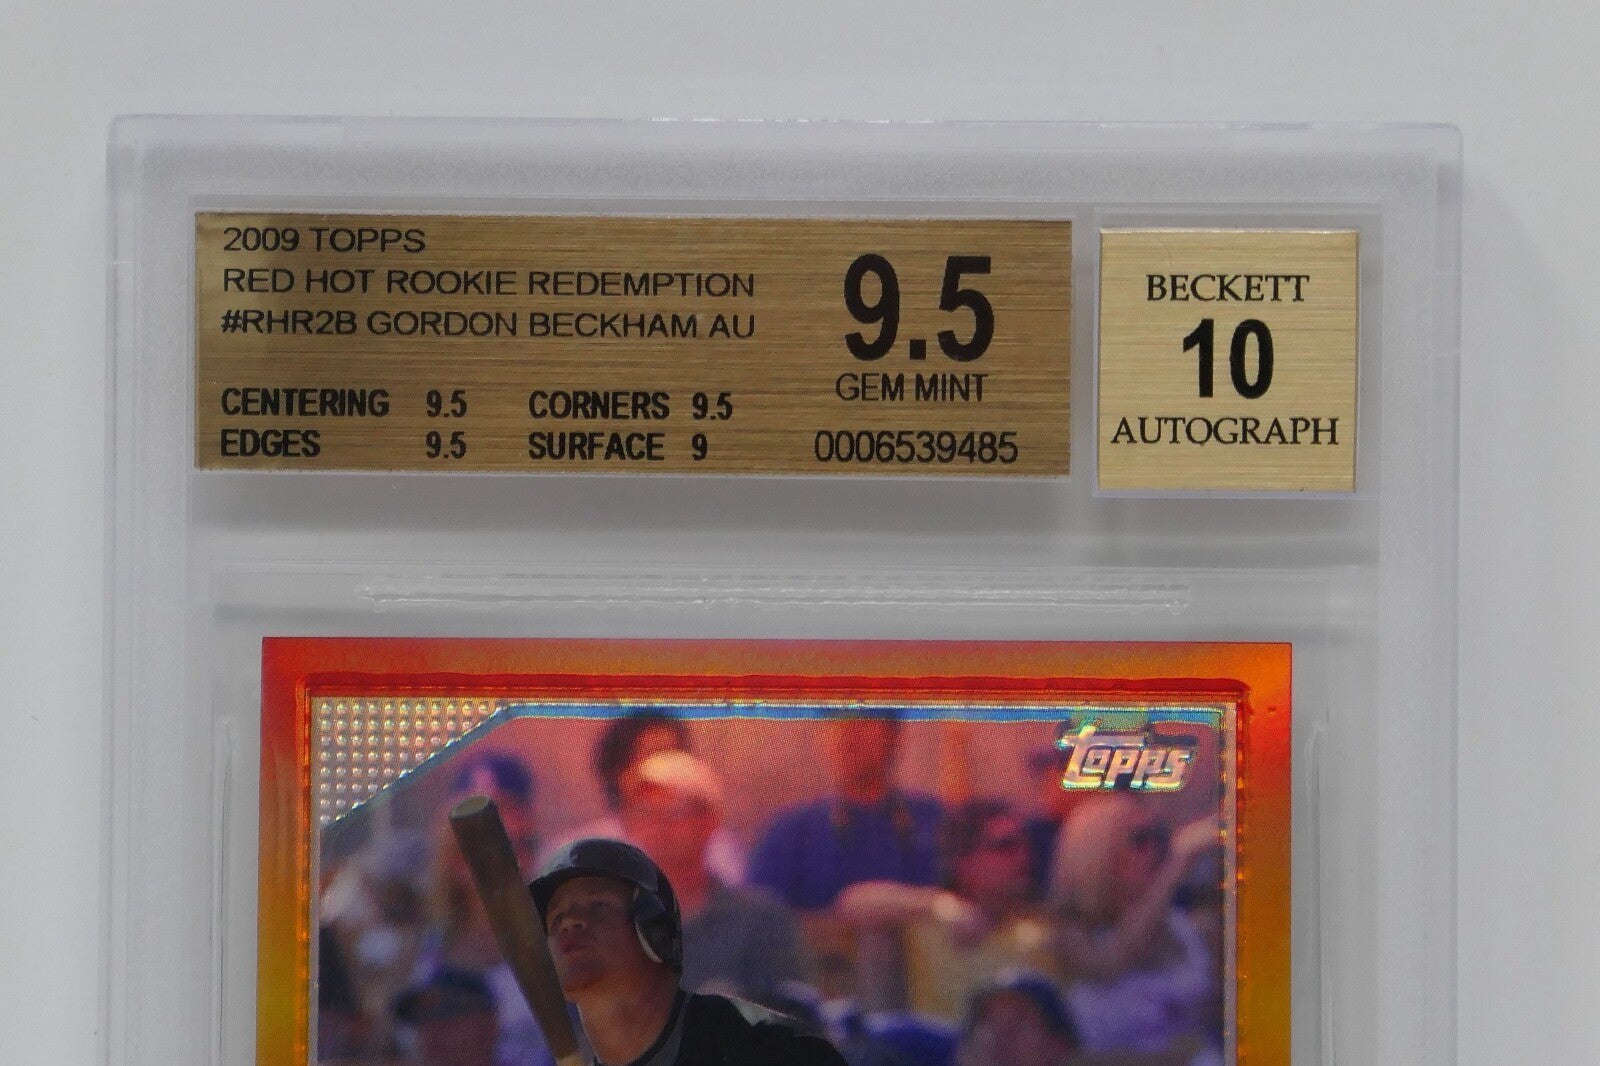 2009 TOPPS
RED HOT ROOKIE REDEMPTION
#RHR2B GORDON BECKHAM AU
CENTERING 9.5 CORNERS 9.5
EDGES 9.5 SURFACE 9
9.5
GEM MINT
0006539485
BECKETT
10
AUTOGRAPH
Topps